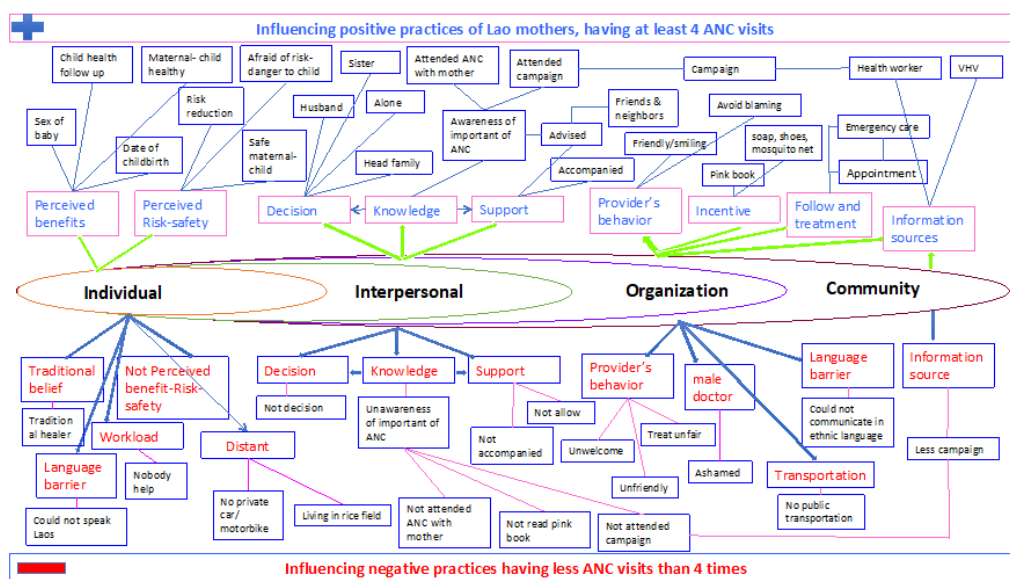 Influencing positive practices of Lao mothers, having at least 4 ANC visits
Child health
follow up
Maternal- child
healthy
Afraid of risk-
danger to child
Sister
Attended ANC
with mother
Attended
campaign
Campaign
Health worker
VHV
Sex of
baby
Risk
reduction
Husband
Alone
Awareness of
important of
ANC
Advised
Friends &
neighbors
Avoid blaming
Emergency care
Date of
childbirth
Safe
maternal-
child
Head family
Accompanied
Friendly/smiling
Pink book
soap, shoes,
mosquito net
Appointment
Perceived
benefits
Perceived
Risk-safety
Decision
Knowledge
Support
Provider's
behavior
Incentive
Follow and
treatment
Information
sources
Individual
Interpersonal
Organization
Community
Traditional
belief
Not Perceived
benefit-Risk-
safety
Decision
Knowledge
Support
Provider's
behavior
male
doctor
Language
barrier
Information
source
Tradition
al healer
Workload
Distant
Not decision
Unawareness
of important of
ANC
Not allow
Not
accompanied
Unwelcome
Treat unfair
Unfriendly
Ashamed
Could not
communicate in
ethnic language
Less campaign
Language
barrier
Nobody
help
Transportation
Could not speak
Laos
No private
car/
motorbike
Living in rice field
Not attended
ANC with
mother
Not read pink
book
Not attended
campaign
No public
transportation
Influencing negative practices having less ANC visits than 4 times